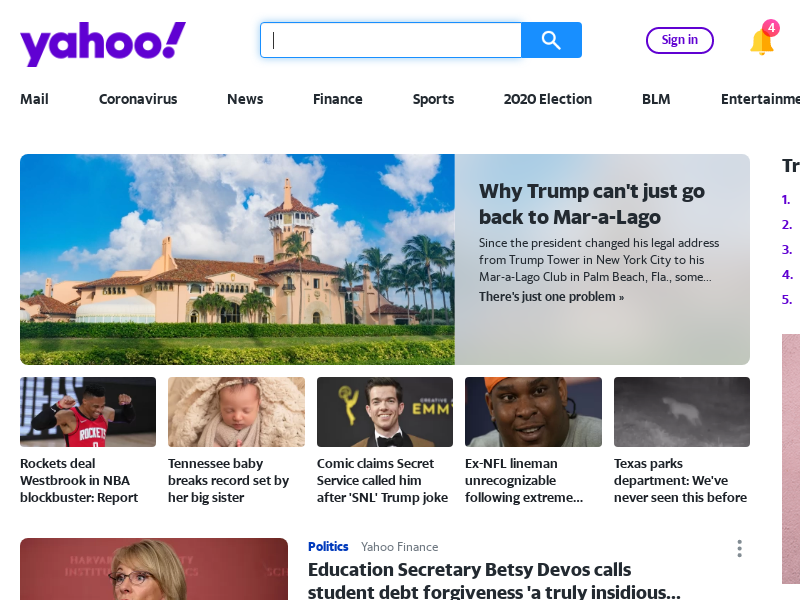 yahoo!
Sign in
4
Mail
Coronavirus
News
Finance
Sports
2020 Election
BLM
Entertainme
Why Trump can't just go
back to Mar-a-Lago
Since the president changed his legal address
from Trump Tower in New York City to his
Mar-a-Lago Club in Palm Beach, Fla., some...
There's just one problem »
Tr
1.
2.
3.
4.
5.
ROCKETS
CREATIVE
EMM
Rockets deal
Westbrook in NBA
blockbuster: Report
Tennessee baby
breaks record set by
her big sister
Comic claims Secret
Service called him
after 'SNL' Trump joke
Ex-NFL lineman
unrecognizable
following extreme...
Texas parks
department: We've
never seen this before
HARVARD
INSTITU
CS
SCH
Politics
Yahoo Finance
Education Secretary Betsy Devos calls
student debt forgiveness 'a truly insidious...